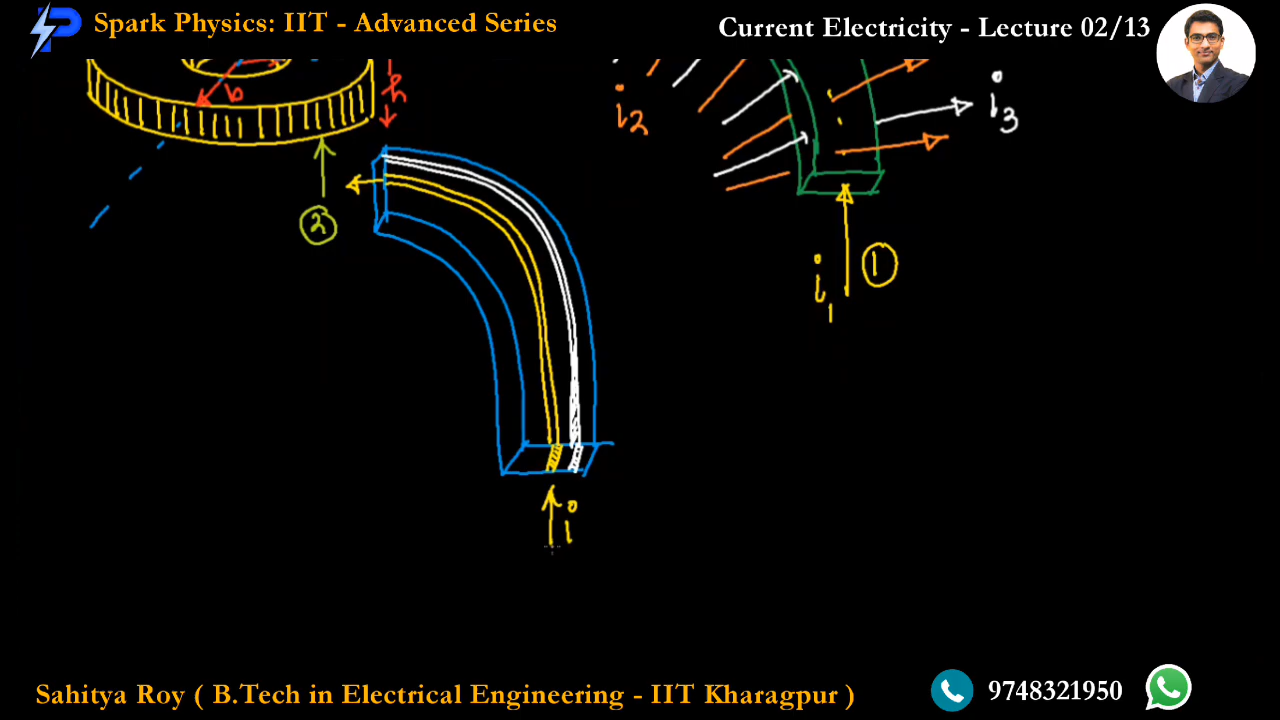 Spark Physics: IIT - Advanced Series
Current Electricity - Lecture 02/13
b
h
i2
i3
2
1
i1
i
Sahitya Roy ( B.Tech in Electrical Engineering - IIT Kharagpur )
9748321950